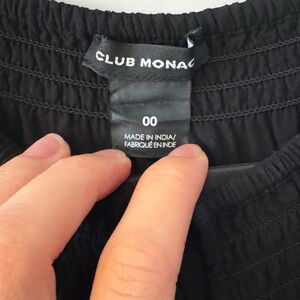 CLUB MONAC
00
MADE IN INDIA/
FABRIQUÉ EN INDE